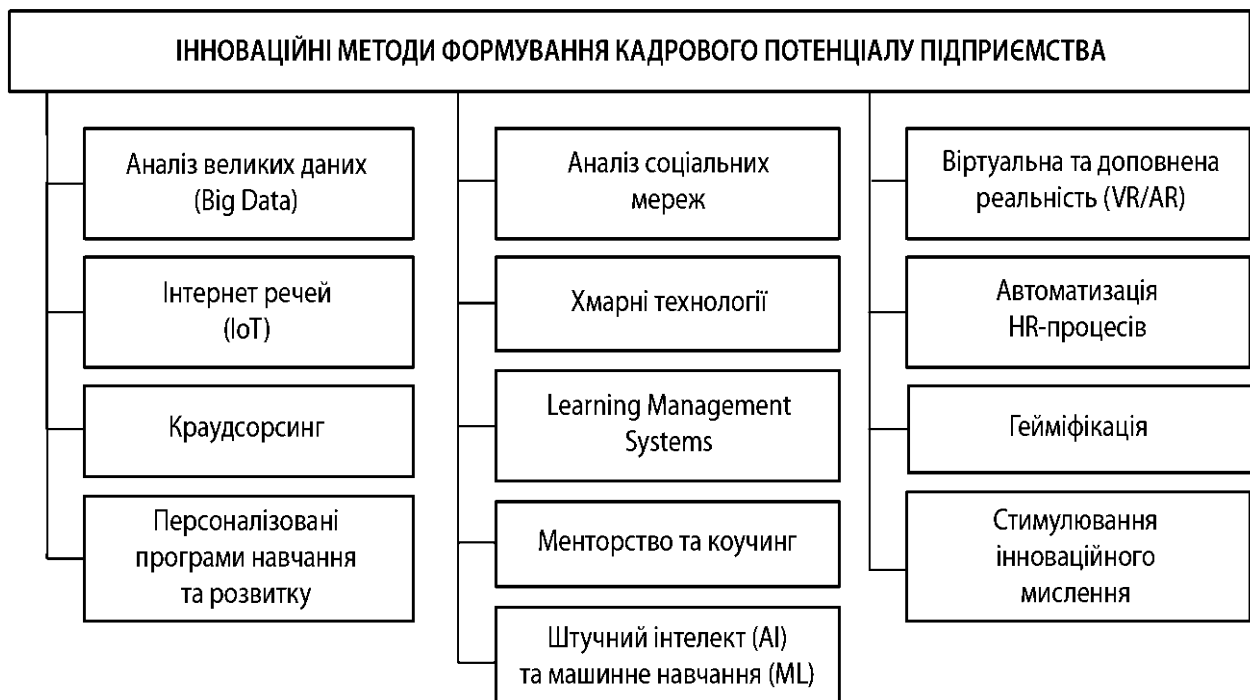 ІННОВАЦІЙНІ МЕТОДИ ФОРМУВАННЯ КАДРОВОГО ПОТЕНЦІАЛУ ПІДПРИЄМСТВА
Аналіз великих даних
(Big Data)
Інтернет речей
(IoT)
Краудсорсинг
Персоналізовані
програми навчання
та розвитку
Аналіз соціальних
мереж
Хмарні технології
Learning Management
Systems
Менторство та коучинг
Штучний інтелект (AI)
та машинне навчання (ML)
Віртуальна та доповнена
реальність (VR/AR)
Автоматизація
HR-процесів
Гейміфікація
Стимулювання
інноваційного
мислення